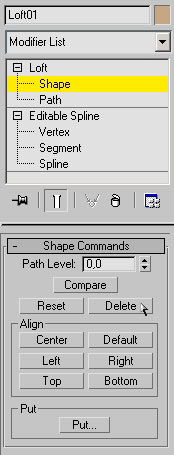 Loft01
Modifier List
Loft
Shape
Path
Editable Spline
Vertex
Segment
Spline
- Shape Commands
Path Level: 0,0
Compare
Reset Delete
Align
Center Default
Left Right
Top Bottom
Put
Put...